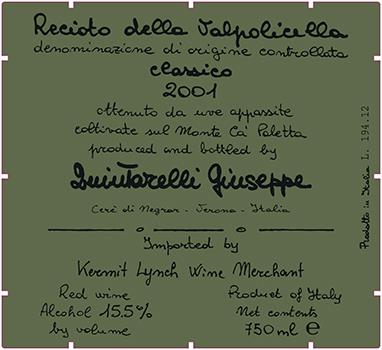 Recioto della Valpolicella
denominazione di origine controllata
classico
2001
ottenuto da uve appassite
coltivate sul Monte Ca' Paletta
produced and bottled by
Quintarelli Giuseppe
Cerè di Negrar - Verona - Italia
Imported by
Kermit Lynch Wine Merchant
Red wine
Alcohol 15.5%
by volume
Product of Italy
Net contents
750 ml e
Prodotto in Italia L. 194.12